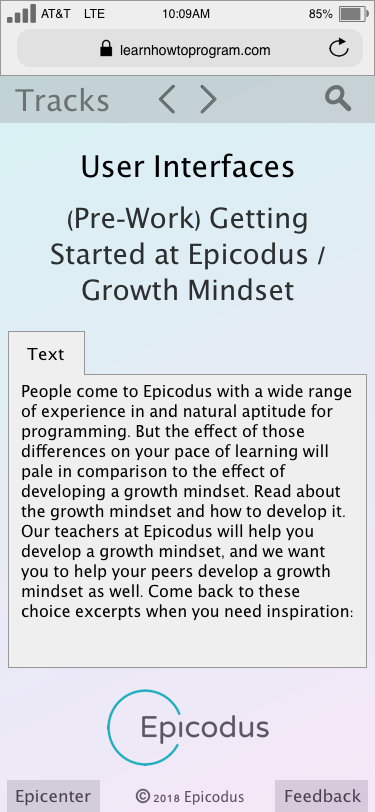 AT&T LTE 10:09AM 85%
learnhowtoprogram.com
Tracks
User Interfaces
(Pre-Work) Getting
Started at Epicodus /
Growth Mindset
Text
People come to Epicodus with a wide range
of experience in and natural aptitude for
programming. But the effect of those
differences on your pace of learning will
pale in comparison to the effect of
developing a growth mindset. Read about
the growth mindset and how to develop it.
Our teachers at Epicodus will help you
develop a growth mindset, and we want
you to help your peers develop a growth
mindset as well. Come back to these
choice excerpts when you need inspiration:
Epicodus
Epicenter © 2018 Epicodus Feedback